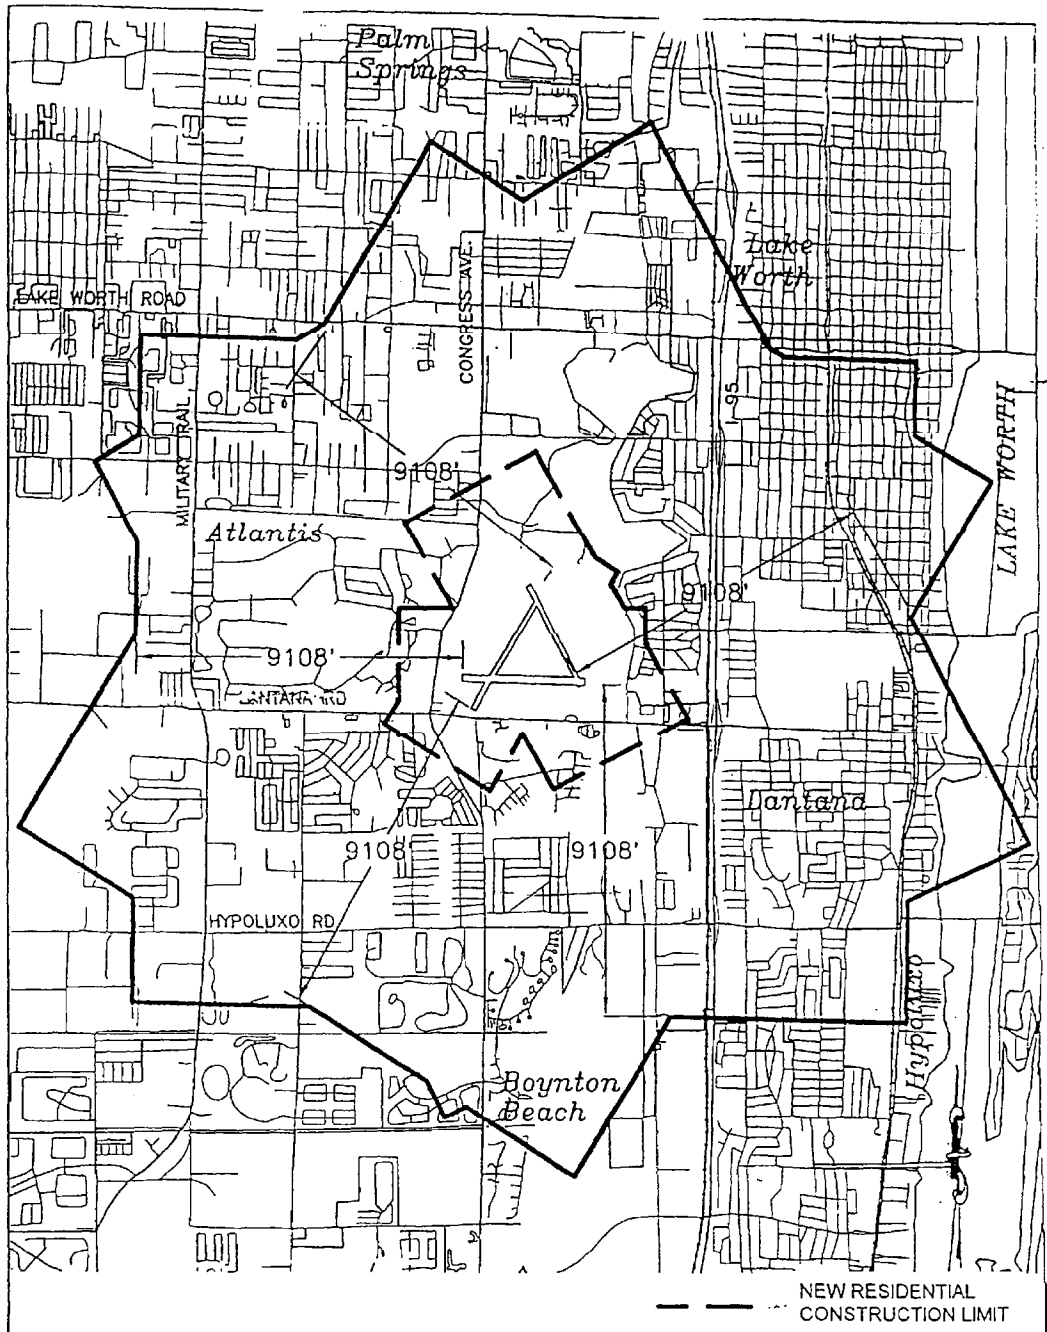 Palm
Springs
Lake
Worth
LAKE WORTH ROAD
CONGRESS AVE.
I-95
MILITARY TRAIL
LAKE WORTH
9108'
Atlantis
9108'
9108'
LANTANA RD
Lantana
9108'
9108'
HYPOLUXO RD
Hypoluxo
Boynton
Beach
NEW RESIDENTIAL
CONSTRUCTION LIMIT